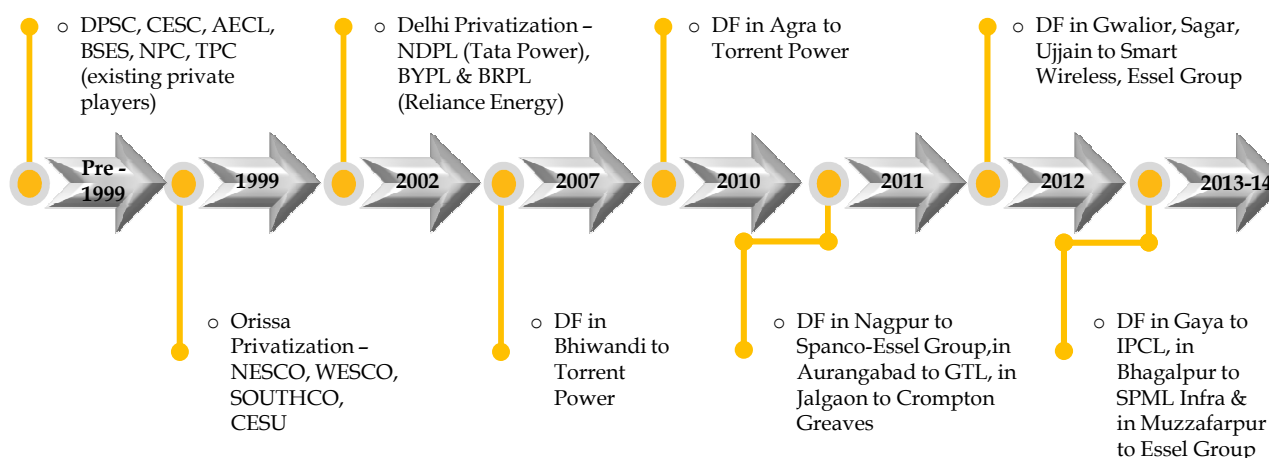 ○ DPSC, CESC, AECL,
BSES, NPC, TPC
(existing private
players)
○ Delhi Privatization –
NDPL (Tata Power),
BYPL & BRPL
(Reliance Energy)
○ DF in Agra to
Torrent Power
○ DF in Gwalior, Sagar,
Ujjain to Smart
Wireless, Essel Group
Pre -
1999
1999
2002
2007
2010
2011
2012
2013-14
○ Orissa
Privatization –
NESCO, WESCO,
SOUTHCO,
CESU
○ DF in
Bhiwandi to
Torrent
Power
○ DF in Nagpur to
Spanco-Essel Group,in
Aurangabad to GTL, in
Jalgaon to Crompton
Greaves
○ DF in Gaya to
IPCL, in
Bhagalpur to
SPML Infra &
in Muzzafarpur
to Essel Group